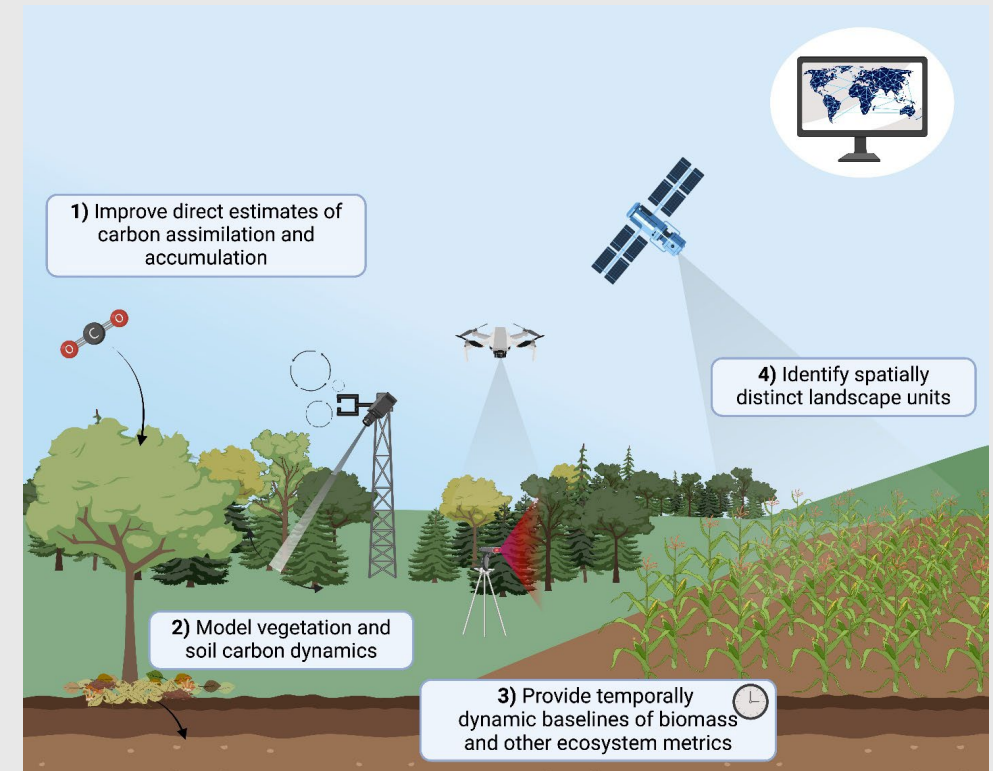 1) Improve direct estimates of
carbon assimilation and
accumulation
O
C
O
4) Identify spatially
distinct landscape units
2) Model vegetation and
soil carbon dynamics
3) Provide temporally
dynamic baselines of biomass
and other ecosystem metrics